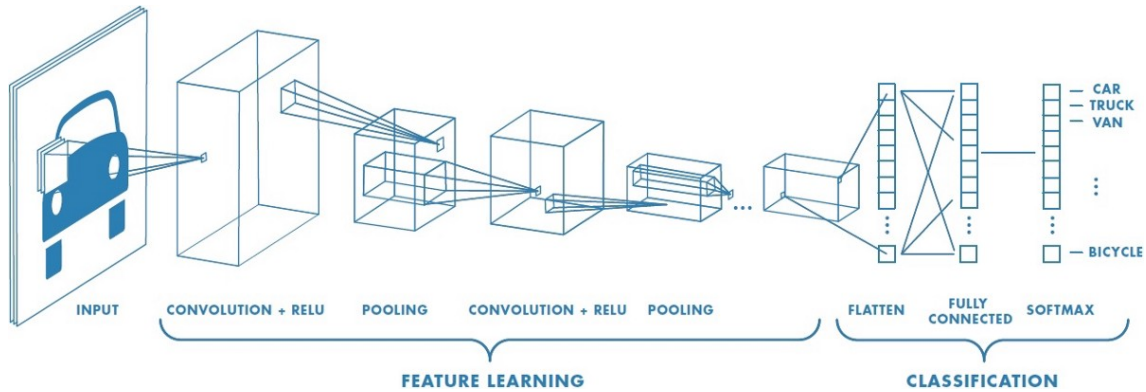 CAR
TRUCK
VAN
BICYCLE
INPUT
CONVOLUTION + RELU
POOLING
CONVOLUTION + RELU
POOLING
FLATTEN
FULLY
CONNECTED
SOFTMAX
FEATURE LEARNING
CLASSIFICATION